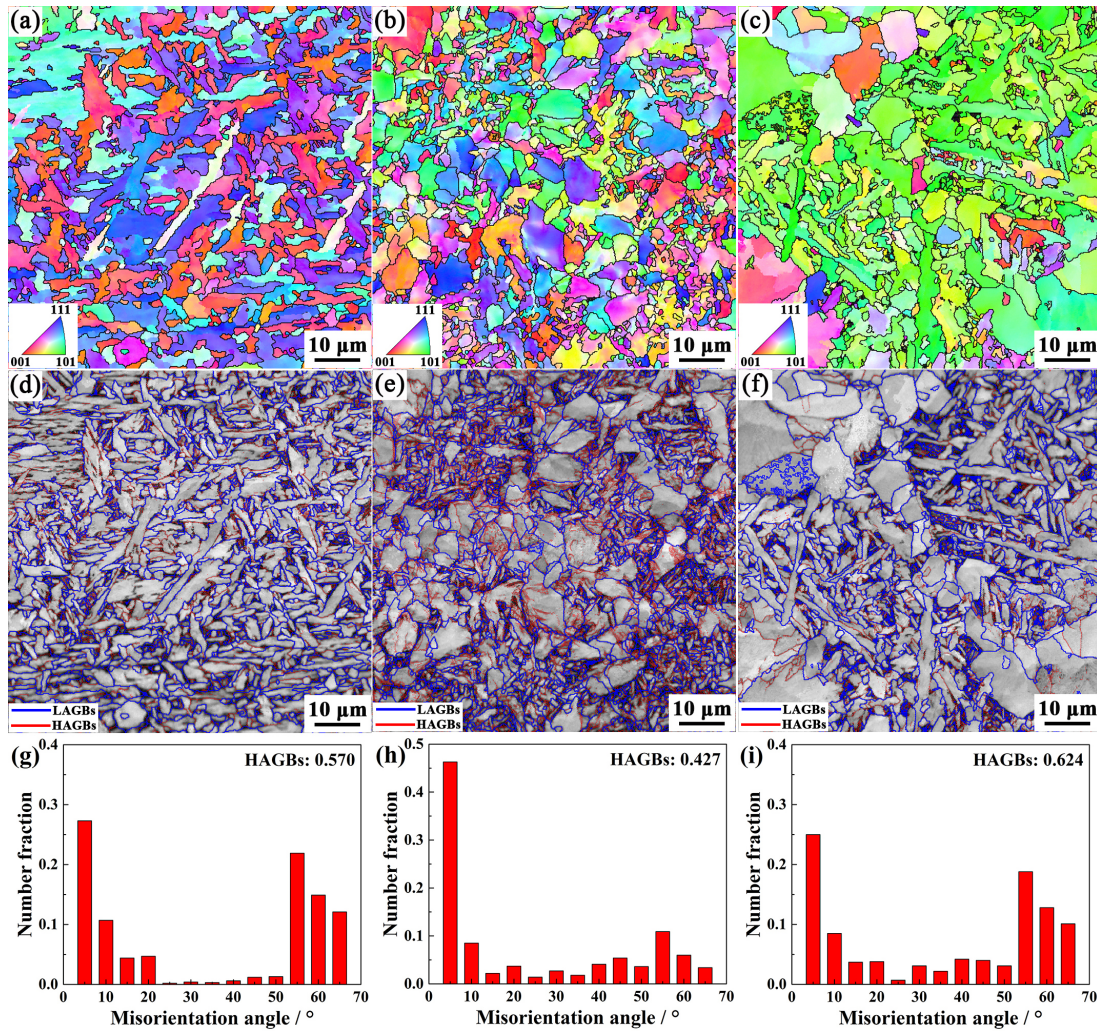 (a)
111
001
101
10 μm
(b)
111
001
101
10 μm
(c)
111
001
101
10 μm
(d)
LAGBs
HAGBs
10 μm
(e)
LAGBs
HAGBs
10 μm
(f)
LAGBs
HAGBs
10 μm
(g)
HAGBs: 0.570
Number fraction
0.4
0.3
0.2
0.1
0.0
0 10 20 30 40 50 60 70
Misorientation angle / °
(h)
HAGBs: 0.427
Number fraction
0.5
0.4
0.3
0.2
0.1
0.0
0 10 20 30 40 50 60 70
Misorientation angle / °
(i)
HAGBs: 0.624
Number fraction
0.4
0.3
0.2
0.1
0.0
0 10 20 30 40 50 60 70
Misorientation angle / °